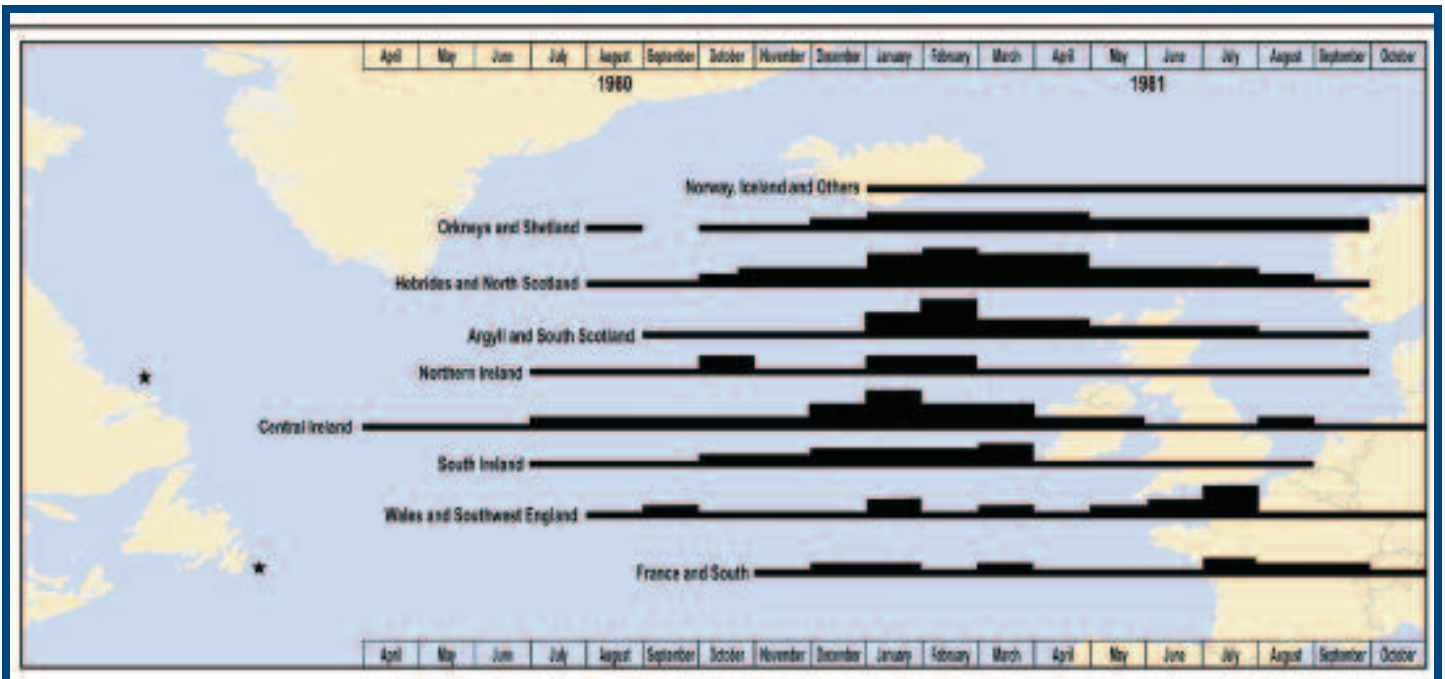 April May June July August September October November December January February March April May June July August September October
1980 1981
Norway, Iceland and Others
Orkneys and Shetland
Hebrides and North Scotland
Argyll and South Scotland
Northern Ireland
Central Ireland
South Ireland
Wales and Southwest England
France and South
April May June July August September October November December January February March April May June July August September October